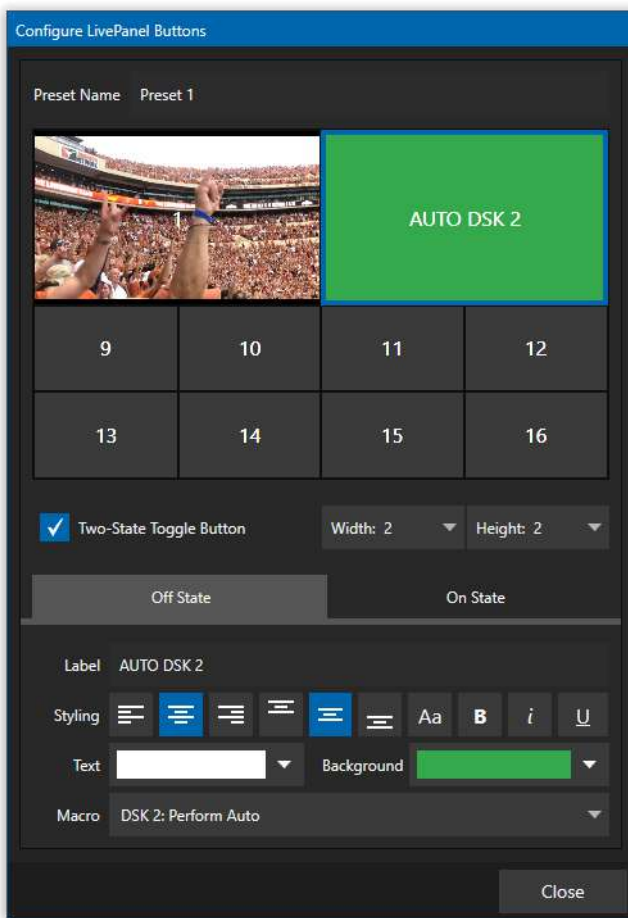 Configure LivePanel Buttons
Preset Name Preset 1
1
AUTO DSK 2
9 10 11 12
13 14 15 16
Two-State Toggle Button Width: 2 Height: 2
Off State On State
Label AUTO DSK 2
Styling Aa B i U
Text Background
Macro DSK 2: Perform Auto
Close